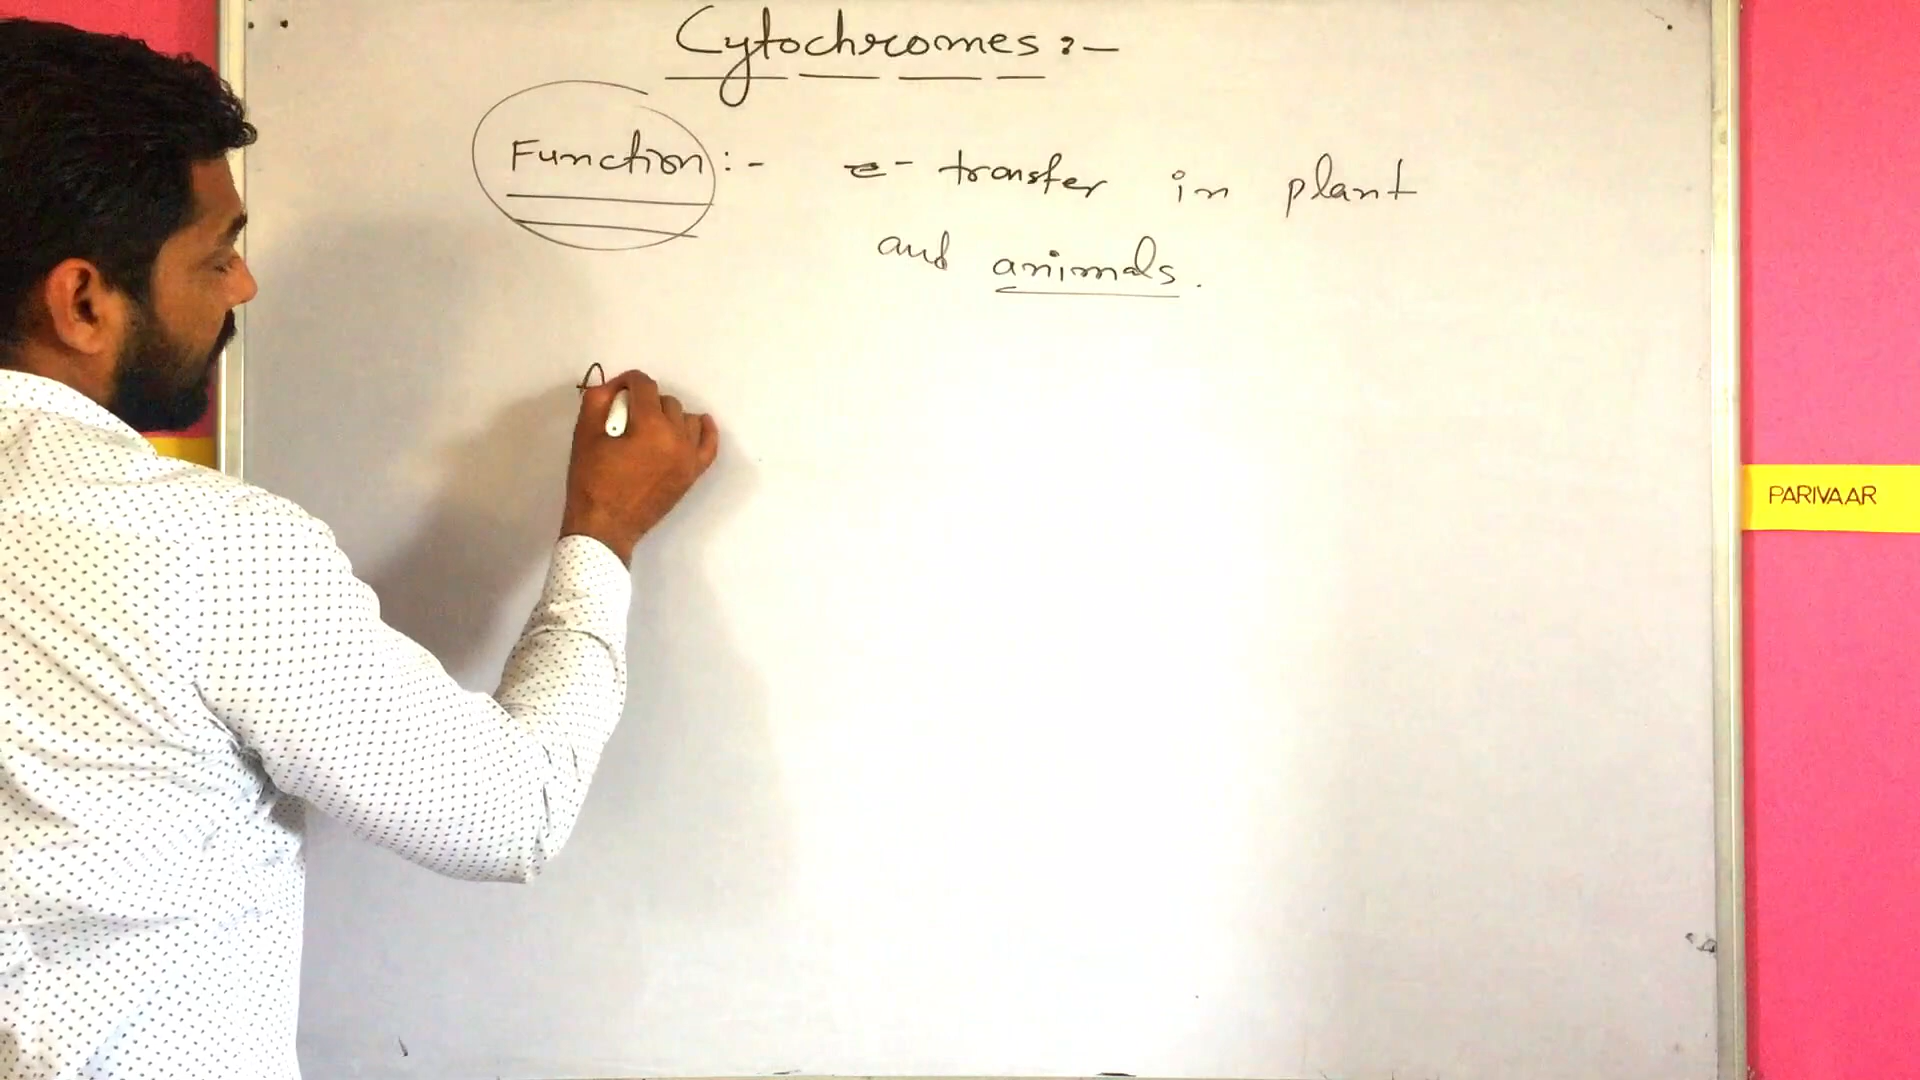 Cytochromes :-
Function :- e- transfer in plant
and animals.
PARIVAAR